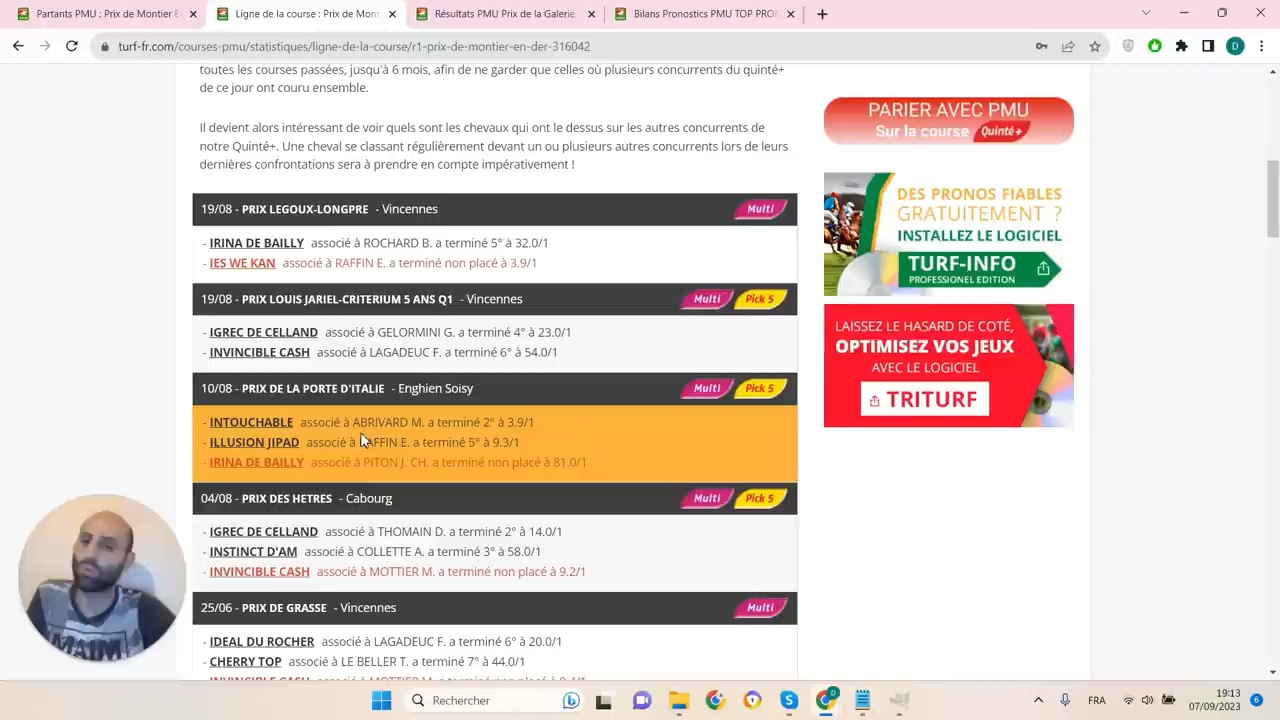 Prix de Montier en Der - PMU B
Ligne de la Course : Prix de Mon
Résultats PMU Prix de la Galerie
Bilans Pronostics PMU TOP PRO
turf-fr.com/courses-pmu/statistiques/ligne-de-la-course/r1-prix-de-montier-en-der-316042
toutes les courses passées, jusqu'à 6 mois, afin de ne garder que celles où plusieurs concurrents du quinté+
de ce jour ont couru ensemble.
Il devient alors intéressant de voir quels sont les chevaux qui ont le dessus sur les autres concurrents de
notre Quinté+. Une cheval se classant régulièrement devant un ou plusieurs autres concurrents lors de leurs
dernières confrontations sera à prendre en compte impérativement !
19/08 - PRIX LEGOUX-LONGPRE - Vincennes Multi
- IRINA DE BAILLY associé à ROCHARD B. a terminé 5° à 32.0/1
- IES WE KAN associé à RAFFIN E. a terminé non placé à 3.9/1
19/08 - PRIX LOUIS JARIEL-CRITERIUM 5 ANS Q1 - Vincennes Multi Pick 5
- IGREC DE CELLAND associé à GELORMINI G. a terminé 4° à 23.0/1
- INVINCIBLE CASH associé à LAGADEUC F. a terminé 6° à 54.0/1
10/08 - PRIX DE LA PORTE D'ITALIE - Enghien Soisy Multi Pick 5
- INTOUCHABLE associé à ABRIVARD M. a terminé 2° à 3.9/1
- ILLUSION JIPAD associé à RAFFIN E. a terminé 5° à 9.3/1
- IRINA DE BAILLY associé à PITON J. CH. a terminé non placé à 81.0/1
04/08 - PRIX DES HETRES - Cabourg Multi Pick 5
- IGREC DE CELLAND associé à THOMAIN D. a terminé 2° à 14.0/1
- INSTINCT D'AM associé à COLLETTE A. a terminé 3° à 58.0/1
- INVINCIBLE CASH associé à MOTTIER M. a terminé non placé à 9.2/1
25/06 - PRIX DE GRASSE - Vincennes Multi
- IDEAL DU ROCHER associé à LAGADEUC F. a terminé 6° à 20.0/1
- CHERRY TOP associé à LE BELLER T. a terminé 7° à 44.0/1
PARIER AVEC PMU
Sur la course Quinté+
DES PRONOS FIABLES
GRATUITEMENT ?
INSTALLEZ LE LOGICIEL
TURF-INFO
PROFESSIONEL EDITION
LAISSEZ LE HASARD DE COTÉ,
OPTIMISEZ VOS JEUX
AVEC LE LOGICIEL
TRITURF
Rechercher
FRA
19:13
07/09/2023
6